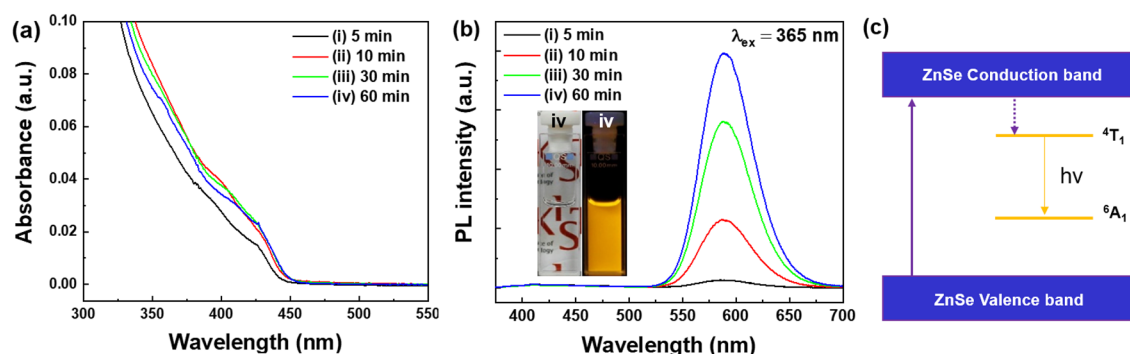 (a)
0.10
0.08
0.06
0.04
0.02
0.00
Absorbance (a.u.)
(i) 5 min
(ii) 10 min
(iii) 30 min
(iv) 60 min
300 350 400 450 500 550
Wavelength (nm)
(b)
λex = 365 nm
PL intensity (a.u.)
(i) 5 min
(ii) 10 min
(iii) 30 min
(iv) 60 min
iv
iv
400 450 500 550 600 650 700
Wavelength (nm)
(c)
ZnSe Conduction band
⁴T₁
hv
⁶A₁
ZnSe Valence band